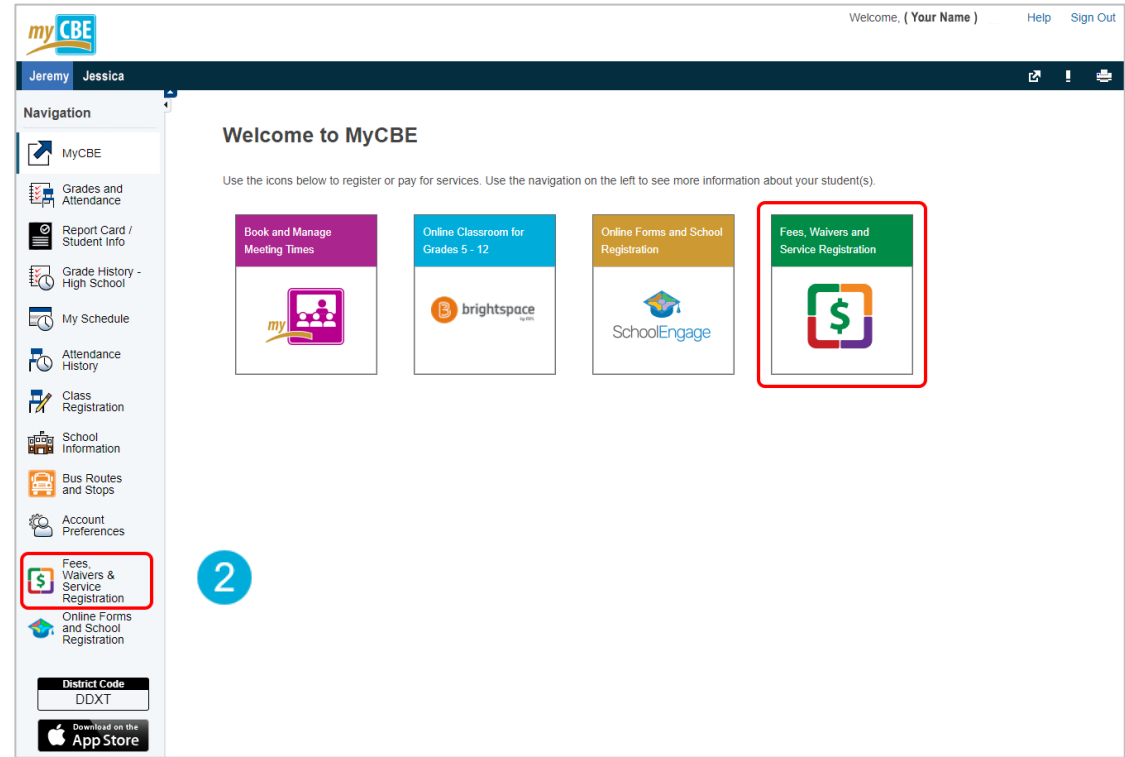 my CBE
Welcome, ( Your Name )
Help
Sign Out
Jeremy
Jessica
Navigation
MyCBE
Grades and
Attendance
Report Card /
Student Info
Grade History -
High School
My Schedule
Attendance
History
Class
Registration
School
Information
Bus Routes
and Stops
Account
Preferences
Fees,
Waivers &
Service
Registration
Online Forms
and School
Registration
District Code
DDXT
Download on the
App Store
Welcome to MyCBE
Use the icons below to register or pay for services. Use the navigation on the left to see more information about your student(s).
Book and Manage
Meeting Times
my
Online Classroom for
Grades 5 - 12
B brightspace
by D2L
Online Forms and School
Registration
SchoolEngage
Fees, Waivers and
Service Registration
$
2